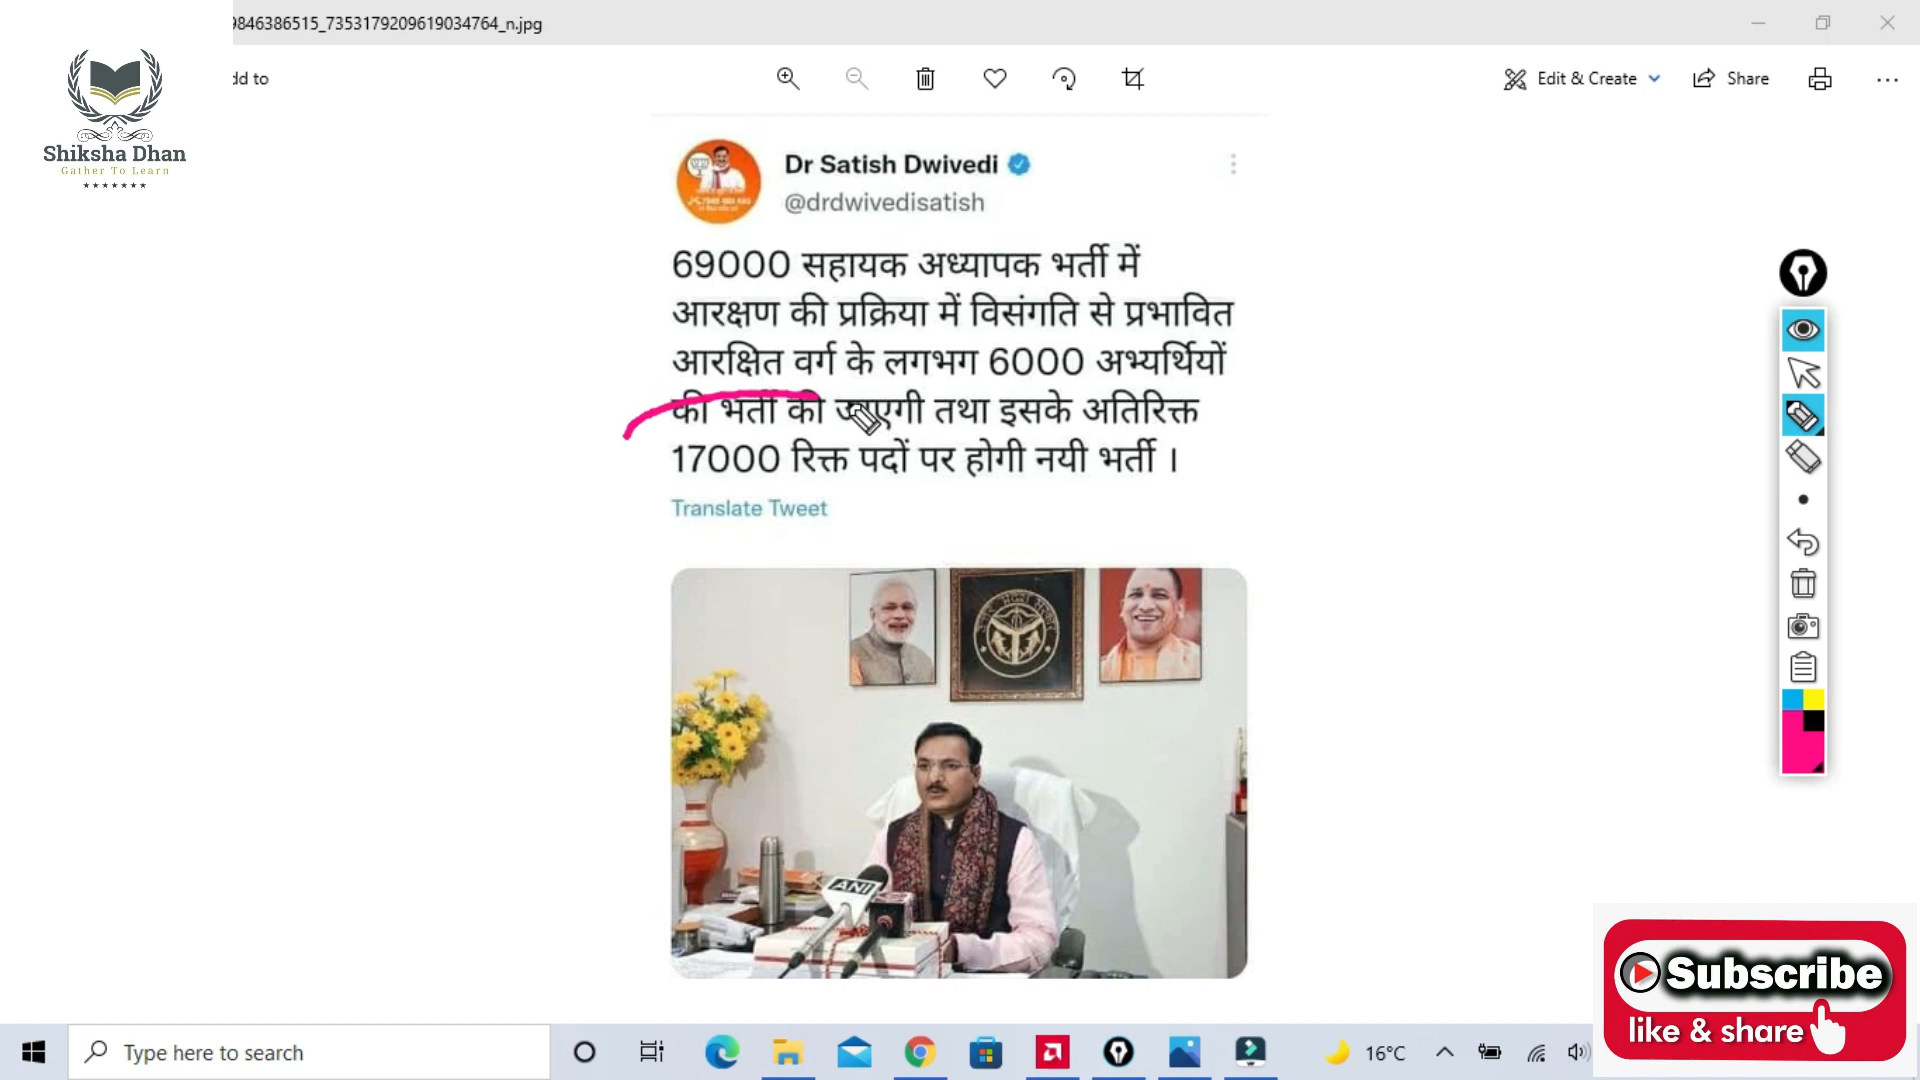 9846386515_7353179209619034764_n.jpg
Shiksha Dhan
Gather To Learn
dd to
Edit & Create
Share
Dr Satish Dwivedi
@drdwivedisatish
69000 सहायक अध्यापक भर्ती में
आरक्षण की प्रक्रिया में विसंगति से प्रभावित
आरक्षित वर्ग के लगभग 6000 अभ्यर्थियों
की भर्ती की जाएगी तथा इसके अतिरिक्त
17000 रिक्त पदों पर होगी नयी भर्ती ।
Translate Tweet
ANI
Subscribe
like & share
Type here to search
16°C